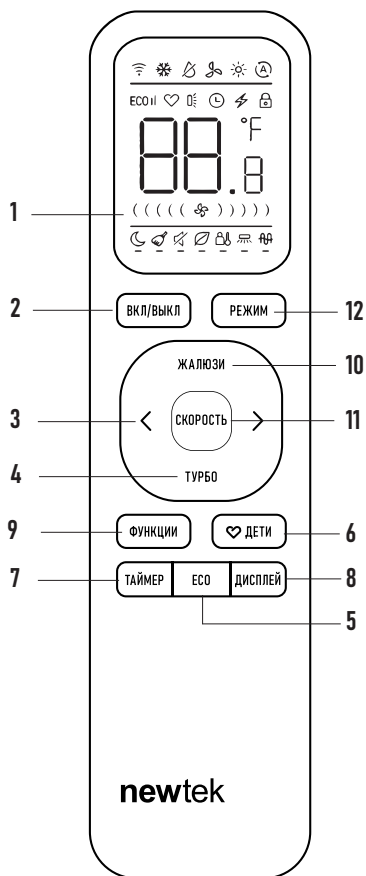 ECO
88.8 °F
1
2 ВКЛ/ВЫКЛ РЕЖИМ 12
ЖАЛЮЗИ 10
3 < СКОРОСТЬ > 11
4 ТУРБО
9 ФУНКЦИИ ДЕТИ 6
7 ТАЙМЕР ECO ДИСПЛЕЙ 8
5
newtek